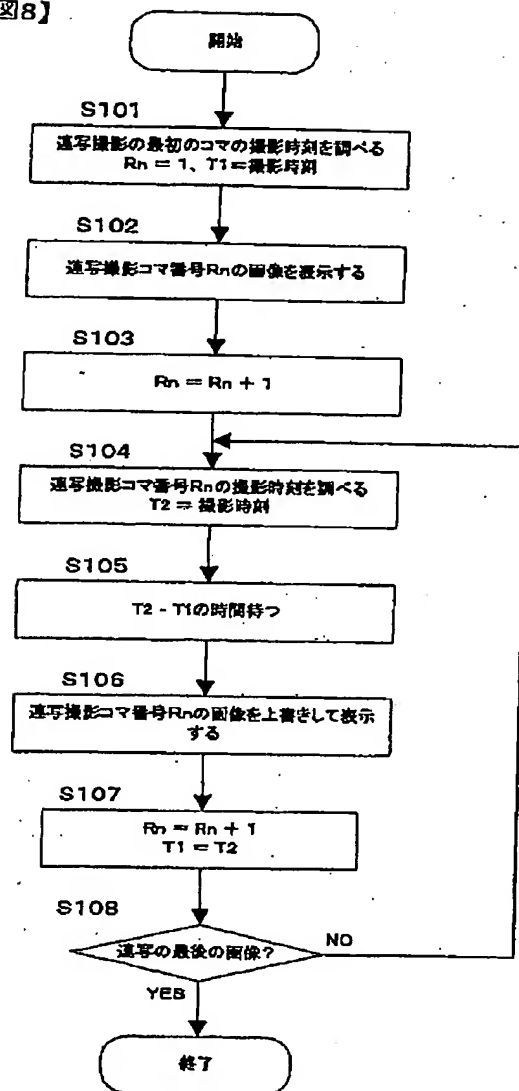 図8】
開始
S101
連写撮影の最初のコマの撮影時刻を調べる
Rn = 1、T1=撮影時刻
S102
連写撮影コマ番号Rnの画像を表示する
S103
Rn = Rn + 1
S104
連写撮影コマ番号Rnの撮影時刻を調べる
T2 = 撮影時刻
S105
T2 - T1の時間待つ
S106
連写撮影コマ番号Rnの画像を上書きして表示
する
S107
Rn = Rn + 1
T1 = T2
S108
連写の最後の画像?
NO
YES
終了